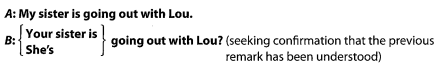 A: My sister is going out with Lou.
B: { Your sister is
She's } going out with Lou? (seeking confirmation that the previous
remark has been understood)